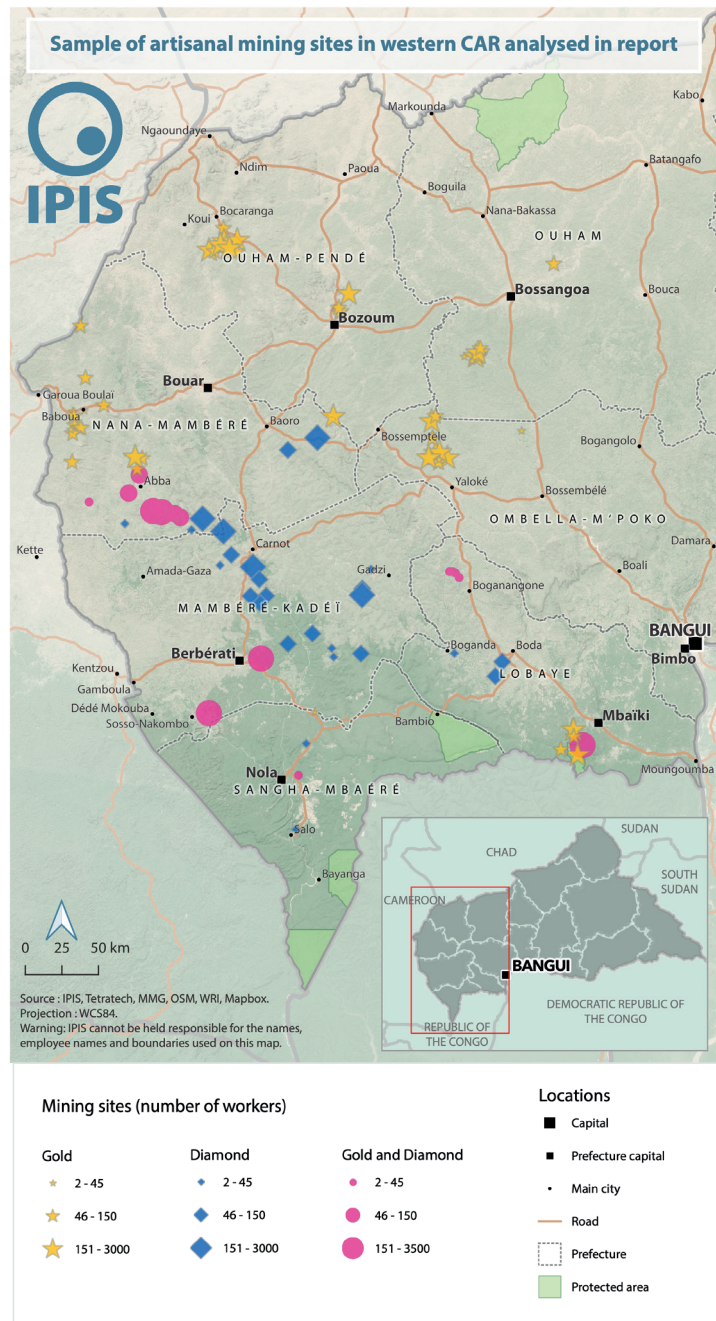 Sample of artisanal mining sites in western CAR analysed in report
IPIS
Kabo
Markounda
Ngaoundaye
Batangafo
Ndim
Paoua
Boguila
Bocaranga
Nana-Bakassa
Koui
OUHAM
OUHAM-PENDÉ
Bossangoa
Bouca
Bozoum
Bouar
Garoua Boulaï
Baboua
NANA-MAMBÉRÉ
Baoro
Bossemptele
Bogangolo
Abba
Yaloké
Bossembélé
OMBELLA-M'POKO
Damara
Kette
Carnot
Amada-Gaza
Gadzi
Boali
Boganangone
MAMBÉRÉ-KADÉÏ
BANGUI
Bimbo
Berbérati
Boganda
Boda
LOBAYE
Kentzou
Gamboula
Dédé Mokouba
Sosso-Nakombo
Bambio
Mbaïki
Nola
SANGHA-MBAÉRÉ
Moungoumba
Salo
Bayanga
SUDAN
CHAD
SOUTH
SUDAN
CAMEROON
BANGUI
DEMOCRATIC REPUBLIC OF
THE CONGO
REPUBLIC OF
THE CONGO
0 25 50 km
Source : IPIS, Tetratech, MMG, OSM, WRI, Mapbox.
Projection : WCS84.
Warning: IPIS cannot be held responsible for the names,
employee names and boundaries used on this map.
Mining sites (number of workers)
Gold
2 - 45
46 - 150
151 - 3000
Diamond
2 - 45
46 - 150
151 - 3000
Gold and Diamond
2 - 45
46 - 150
151 - 3500
Locations
Capital
Prefecture capital
Main city
Road
Prefecture
Protected area